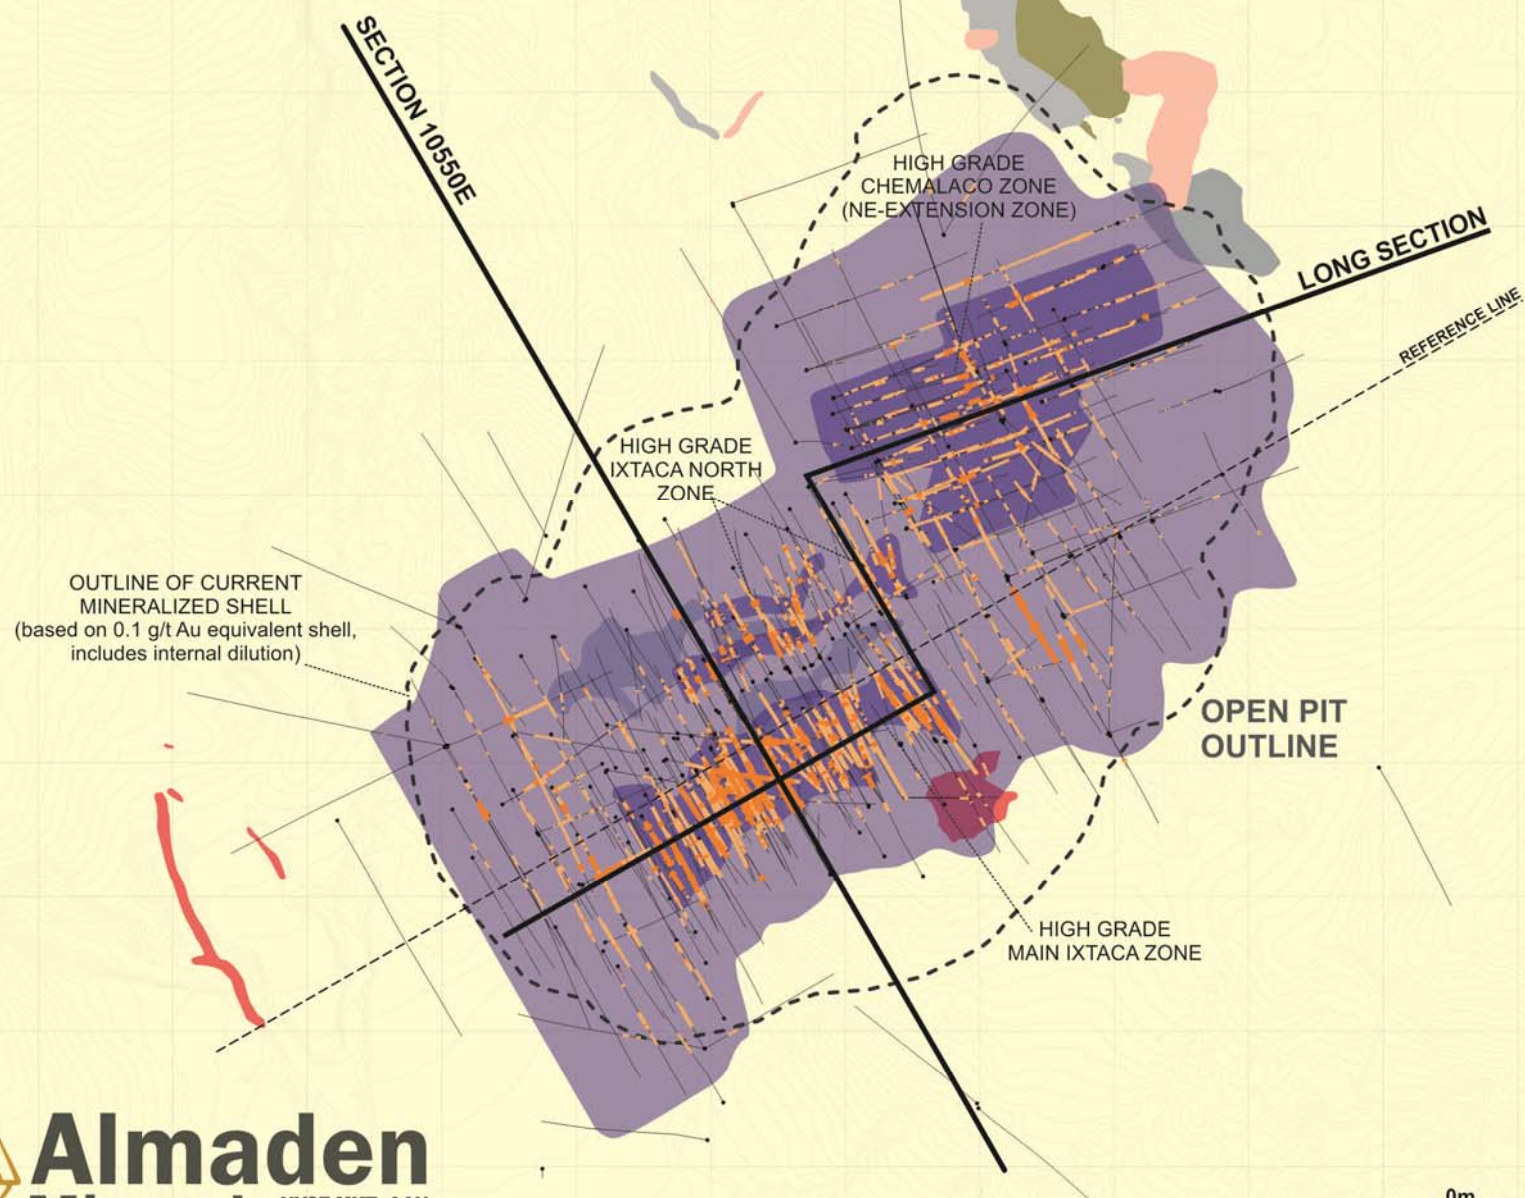 SECTION 10550E
HIGH GRADE
CHEMALACO ZONE
(NE-EXTENSION ZONE)
LONG SECTION
REFERENCE LINE
HIGH GRADE
IXTACA NORTH
ZONE
OUTLINE OF CURRENT
MINERALIZED SHELL
(based on 0.1 g/t Au equivalent shell,
includes internal dilution)
OPEN PIT
OUTLINE
HIGH GRADE
MAIN IXTACA ZONE
Almaden
0m